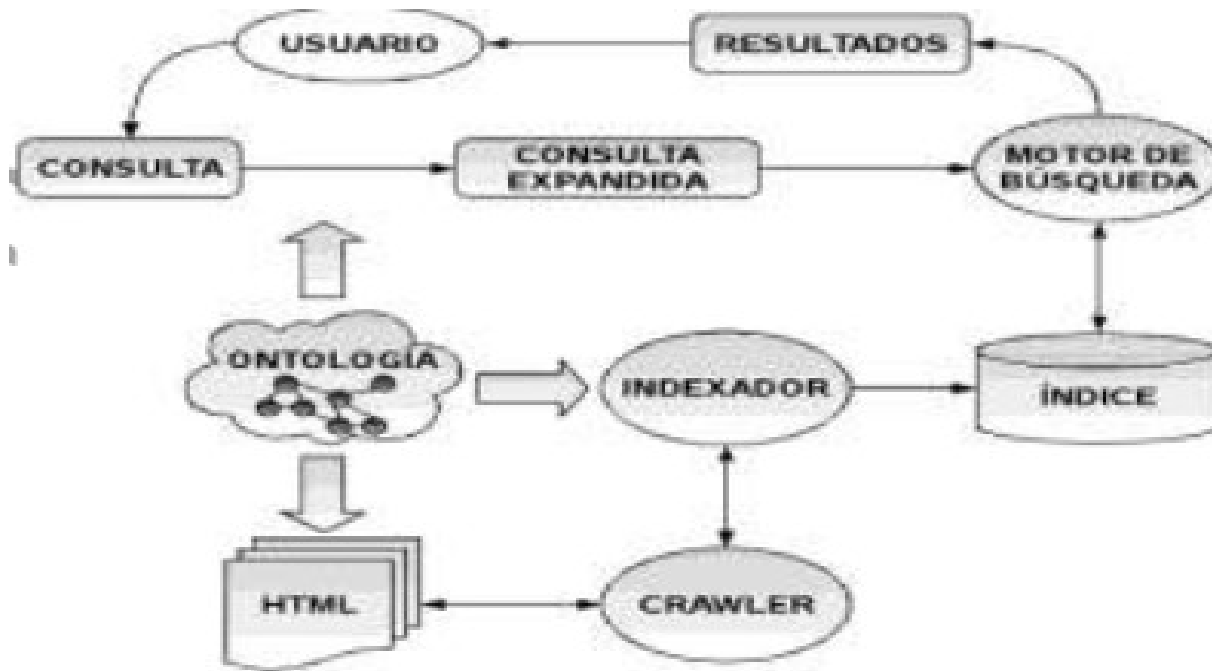 USUARIO
RESULTADOS
CONSULTA
CONSULTA
EXPANDIDA
MOTOR DE
BÚSQUEDA
ONTOLOGÍA
INDEXADOR
ÍNDICE
HTML
CRAWLER